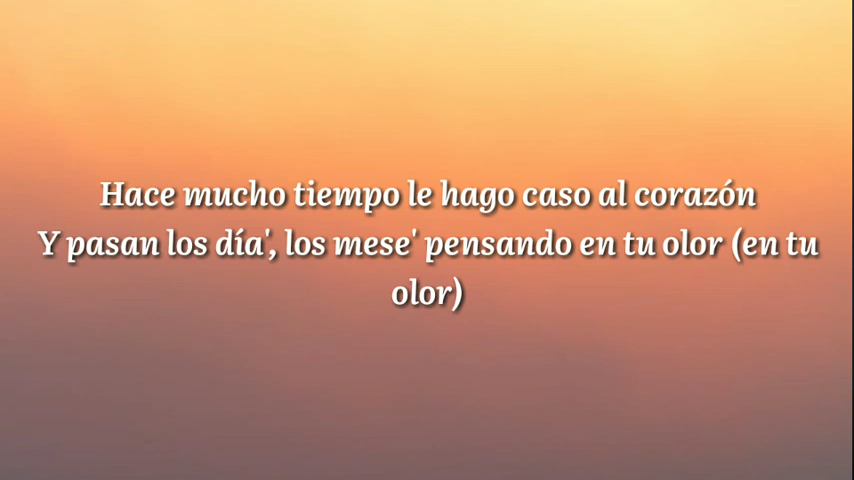 Hace mucho tiempo le hago caso al corazón
Y pasan los día', los mese' pensando en tu olor (en tu
olor)